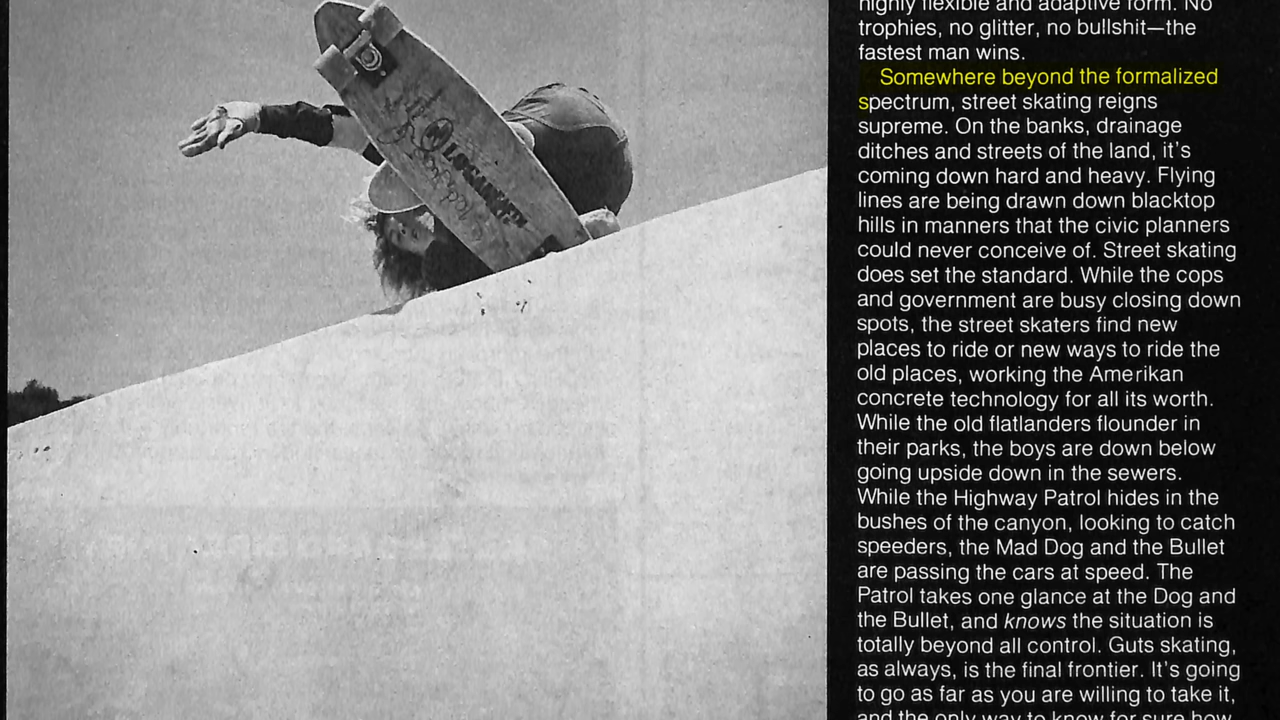 highly flexible and adaptive form. No
trophies, no glitter, no bullshit—the
fastest man wins.
Somewhere beyond the formalized
spectrum, street skating reigns
supreme. On the banks, drainage
ditches and streets of the land, it's
coming down hard and heavy. Flying
lines are being drawn down blacktop
hills in manners that the civic planners
could never conceive of. Street skating
does set the standard. While the cops
and government are busy closing down
spots, the street skaters find new
places to ride or new ways to ride the
old places, working the Amerikan
concrete technology for all its worth.
While the old flatlanders flounder in
their parks, the boys are down below
going upside down in the sewers.
While the Highway Patrol hides in the
bushes of the canyon, looking to catch
speeders, the Mad Dog and the Bullet
are passing the cars at speed. The
Patrol takes one glance at the Dog and
the Bullet, and knows the situation is
totally beyond all control. Guts skating,
as always, is the final frontier. It's going
to go as far as you are willing to take it,
and the only way to know for sure how